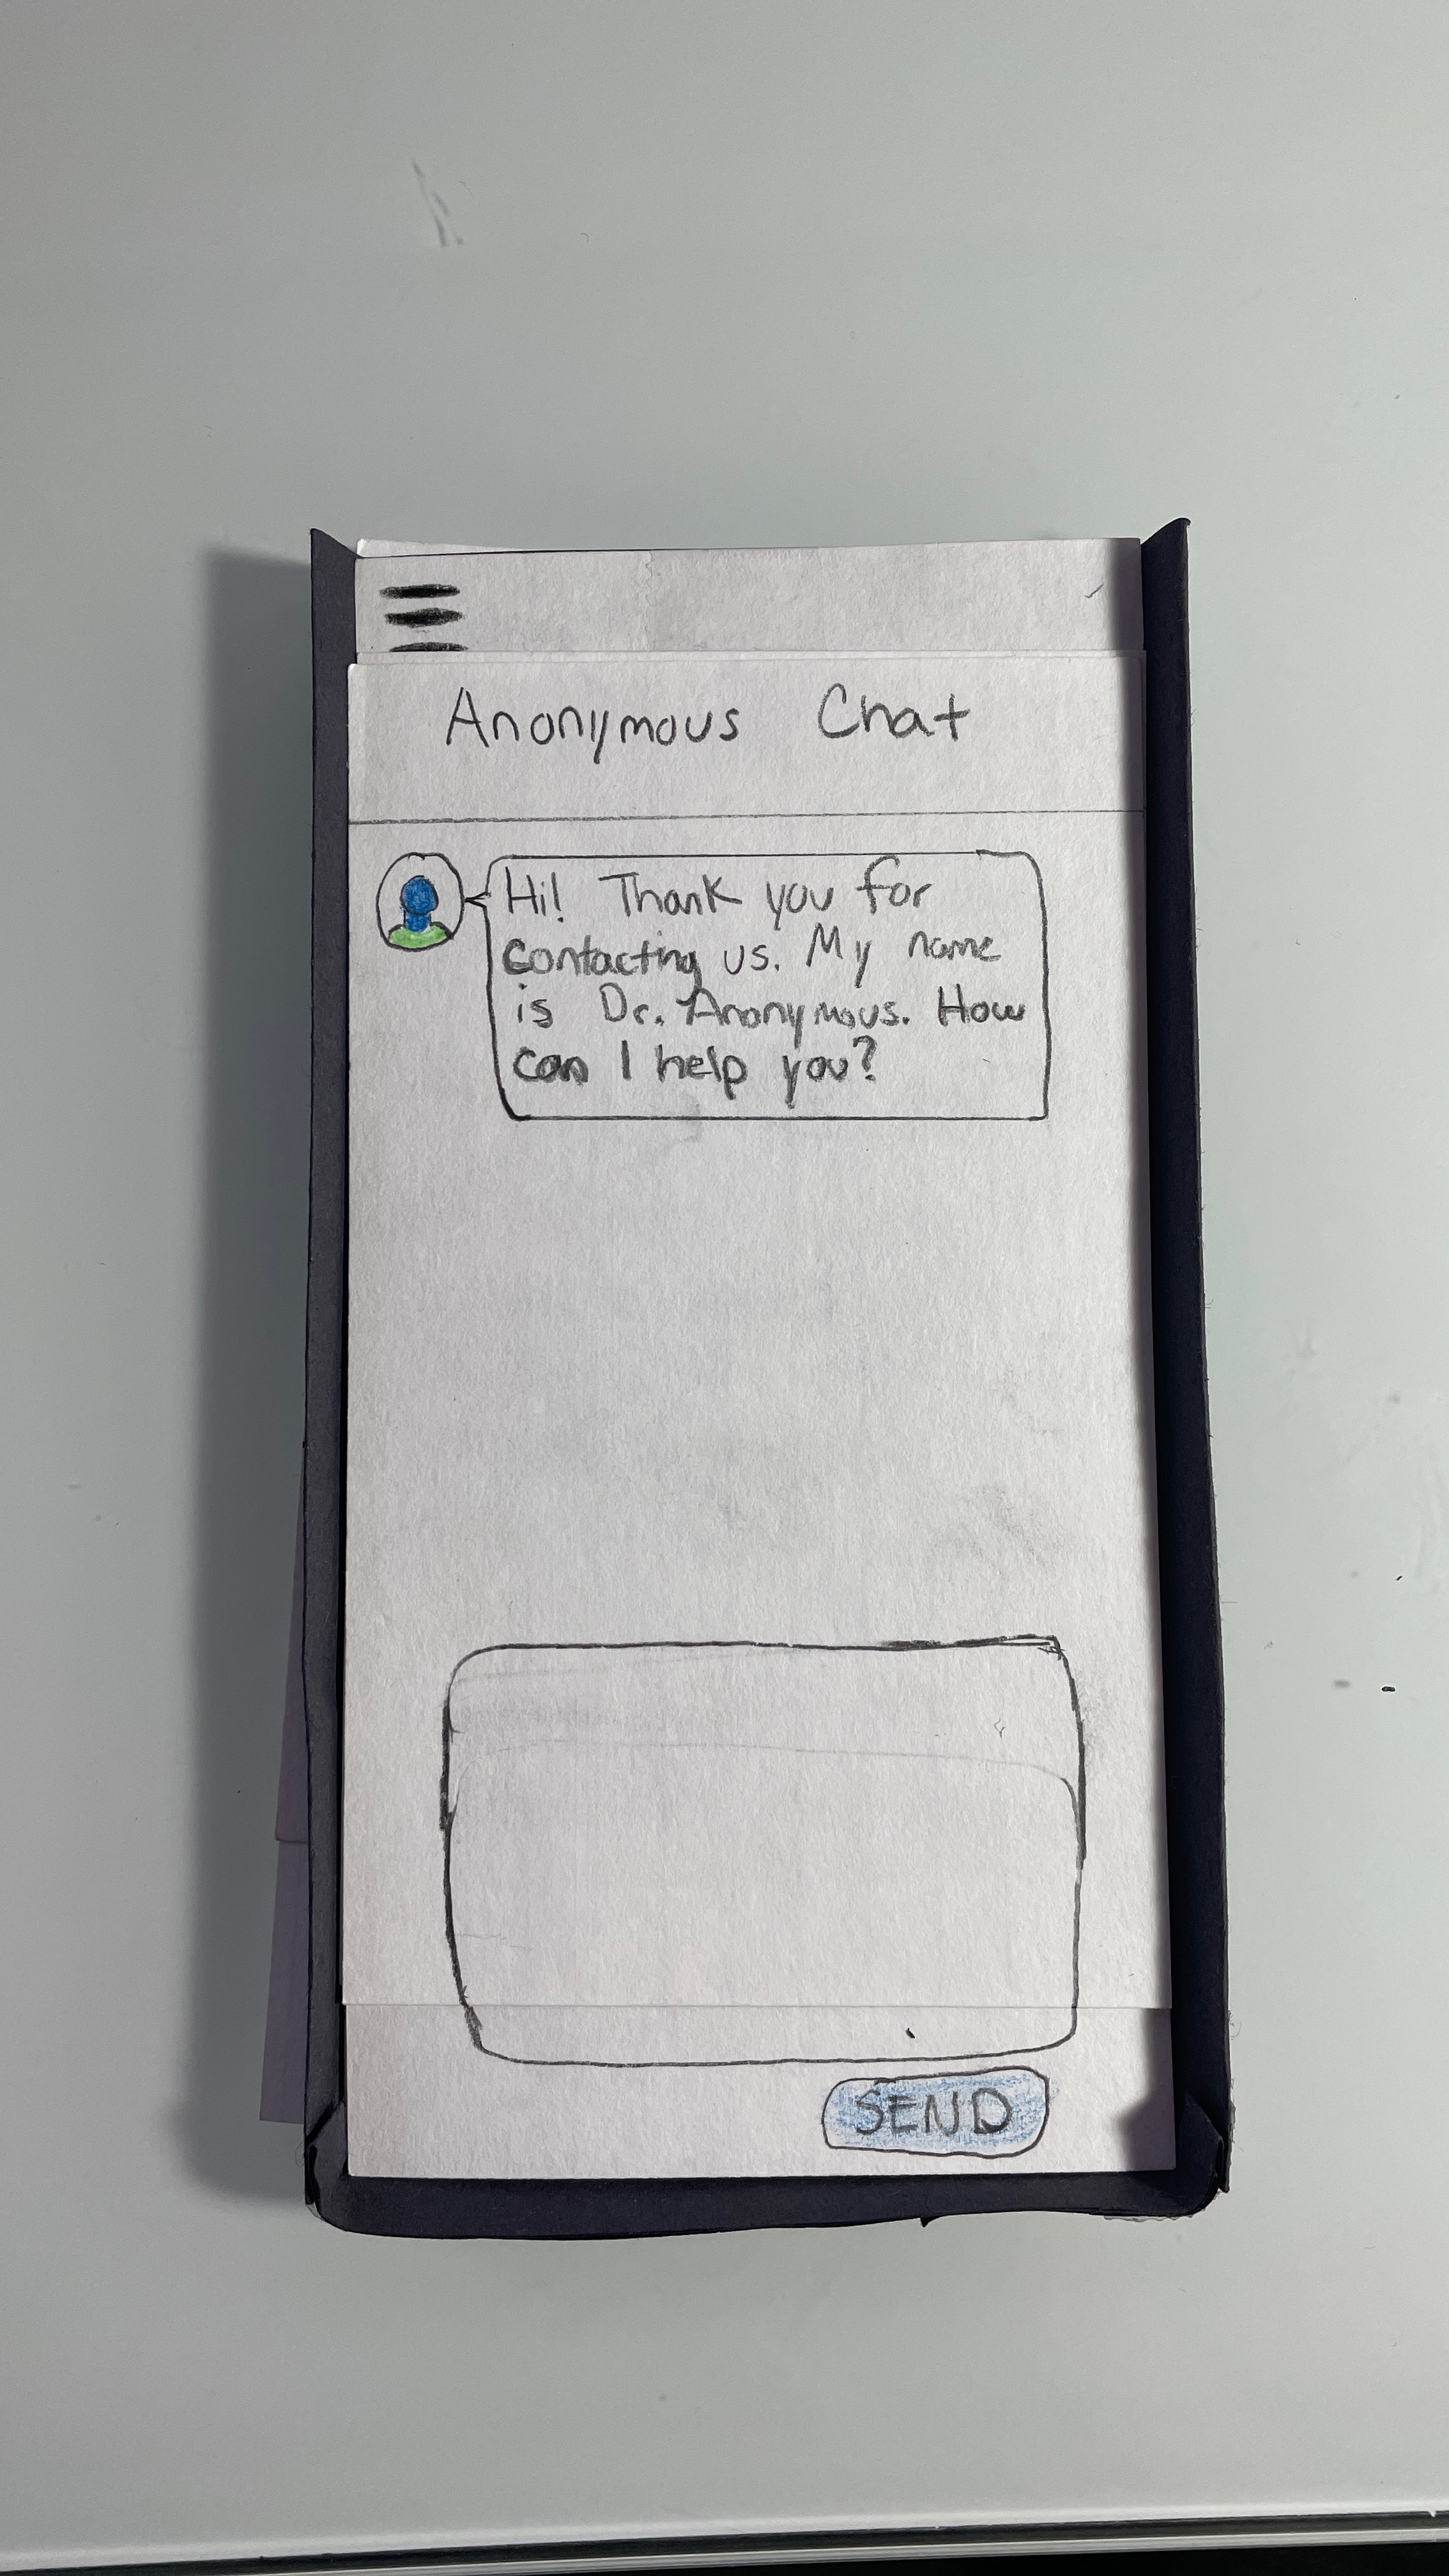 Anonymous Chat
Hi! Thank you for
contacting us. My name
is Dr. Anonymous. How
can I help you?
SEND